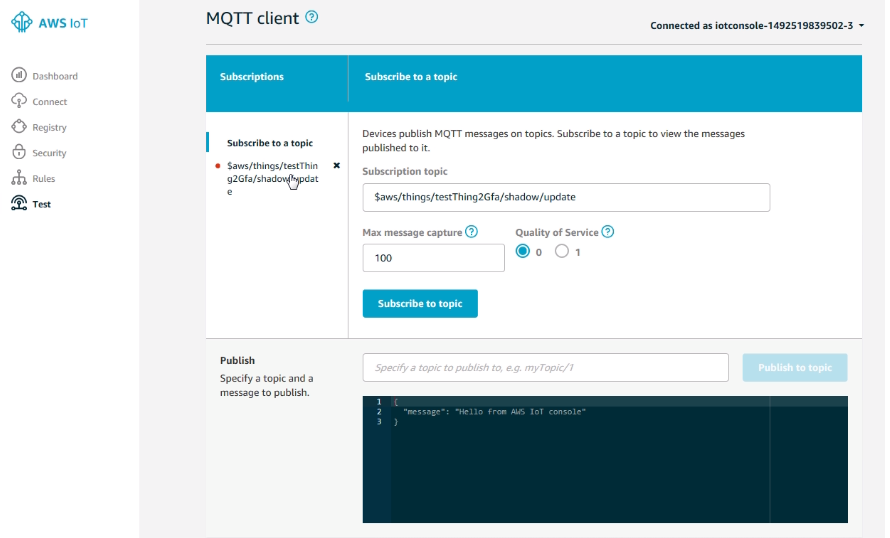 AWS IoT
Dashboard
Connect
Registry
Security
Rules
Test
MQTT client ?
Connected as iotconsole-1492519839502-3
Subscriptions
Subscribe to a topic
Subscribe to a topic
$aws/things/testThin
g2Gfa/shadow/updat
e
Devices publish MQTT messages on topics. Subscribe to a topic to view the messages
published to it.
Subscription topic
$aws/things/testThing2Gfa/shadow/update
Max message capture ?
Quality of Service ?
100
0
1
Subscribe to topic
Publish
Specify a topic and a
message to publish.
Specify a topic to publish to, e.g. myTopic/1
Publish to topic
1 {
2 "message": "Hello from AWS IoT console"
3 }